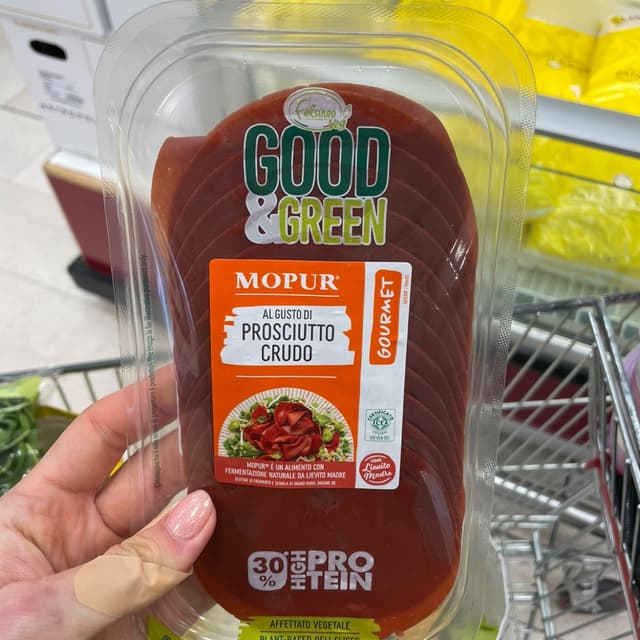 Felsineo
Veg
GOOD
&GREEN
MOPUR®
AL GUSTO DI
PROSCIUTTO
CRUDO
GOURMET
MOPUR® È UN ALIMENTO CON
FERMENTAZIONE NATURALE DA LIEVITO MADRE
CON
Lievito
Madre
30
%
HIGH
PRO
TEIN
AFFETTATO VEGETALE
PLANT-BASED DELI SLICES